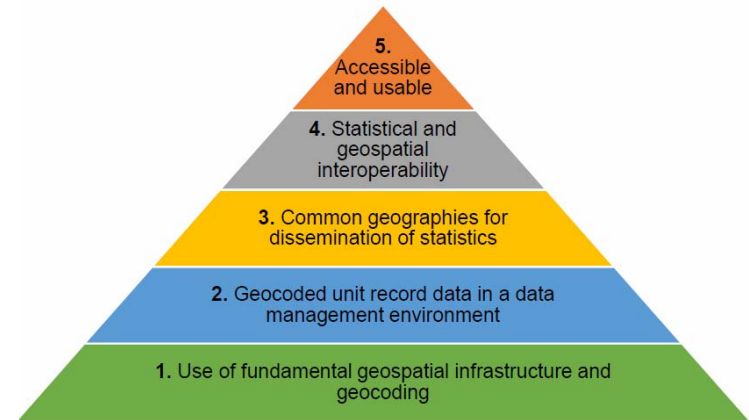 5.
Accessible
and usable
4. Statistical and
geospatial
interoperability
3. Common geographies for
dissemination of statistics
2. Geocoded unit record data in a data
management environment
1. Use of fundamental geospatial infrastructure and
geocoding